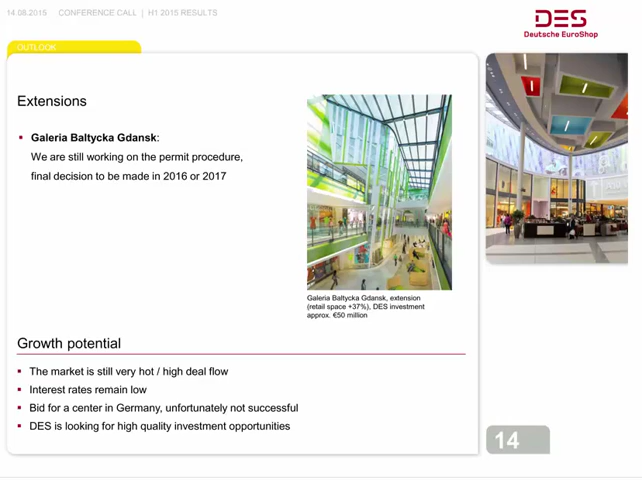 14.08.2015 CONFERENCE CALL | H1 2015 RESULTS
DES
Deutsche EuroShop
OUTLOOK
Extensions
▪ Galeria Baltycka Gdansk:
We are still working on the permit procedure,
final decision to be made in 2016 or 2017
Galeria Baltycka Gdansk, extension
(retail space +37%), DES investment
approx. €50 million
Growth potential
▪ The market is still very hot / high deal flow
▪ Interest rates remain low
▪ Bid for a center in Germany, unfortunately not successful
▪ DES is looking for high quality investment opportunities
14